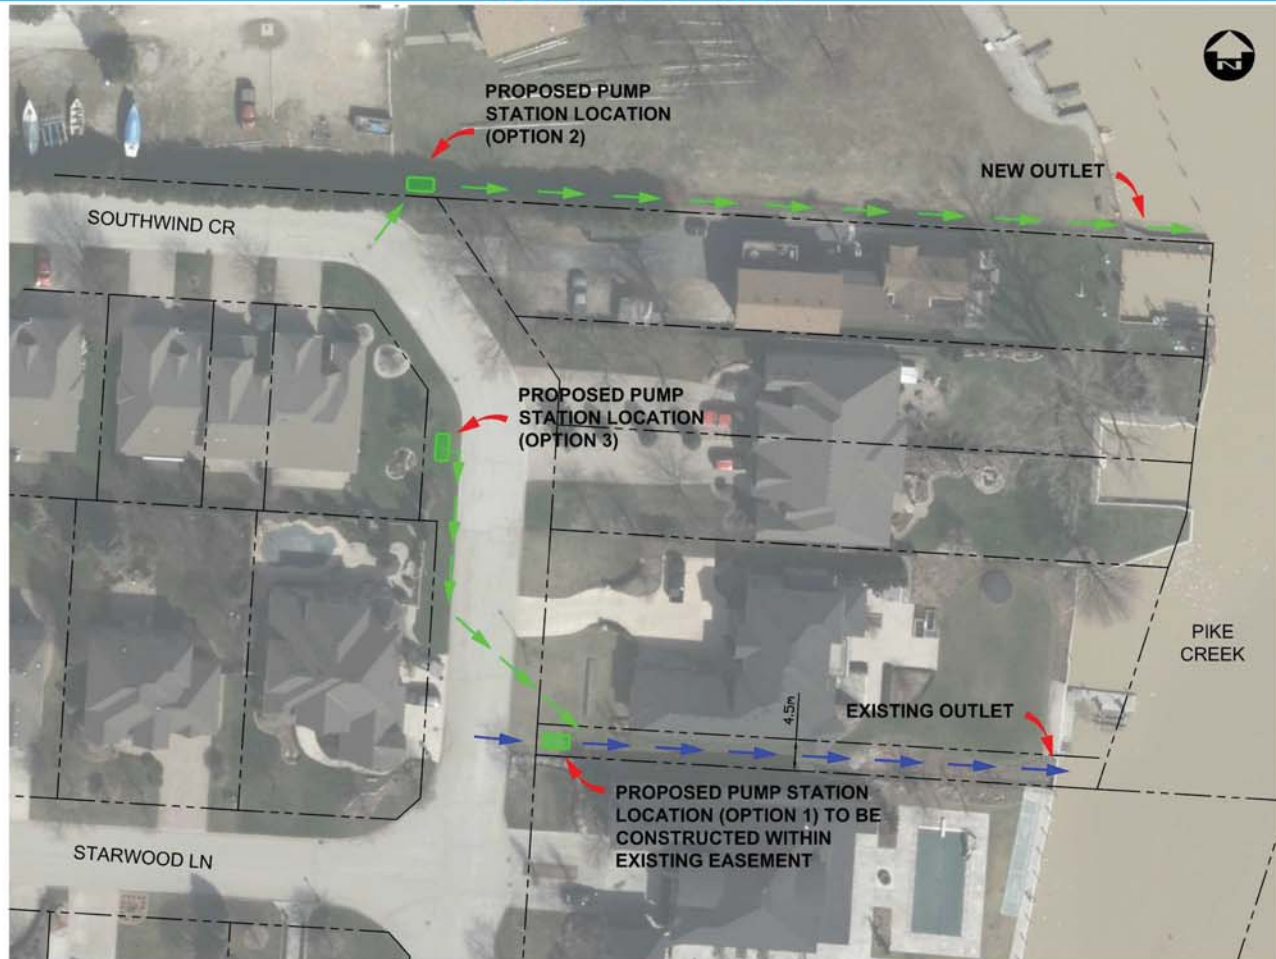 N
PROPOSED PUMP
STATION LOCATION
(OPTION 2)
NEW OUTLET
SOUTHWIND CR
PROPOSED PUMP
STATION LOCATION
(OPTION 3)
PIKE
CREEK
4.5m
EXISTING OUTLET
PROPOSED PUMP STATION
LOCATION (OPTION 1) TO BE
CONSTRUCTED WITHIN
EXISTING EASEMENT
STARWOOD LN